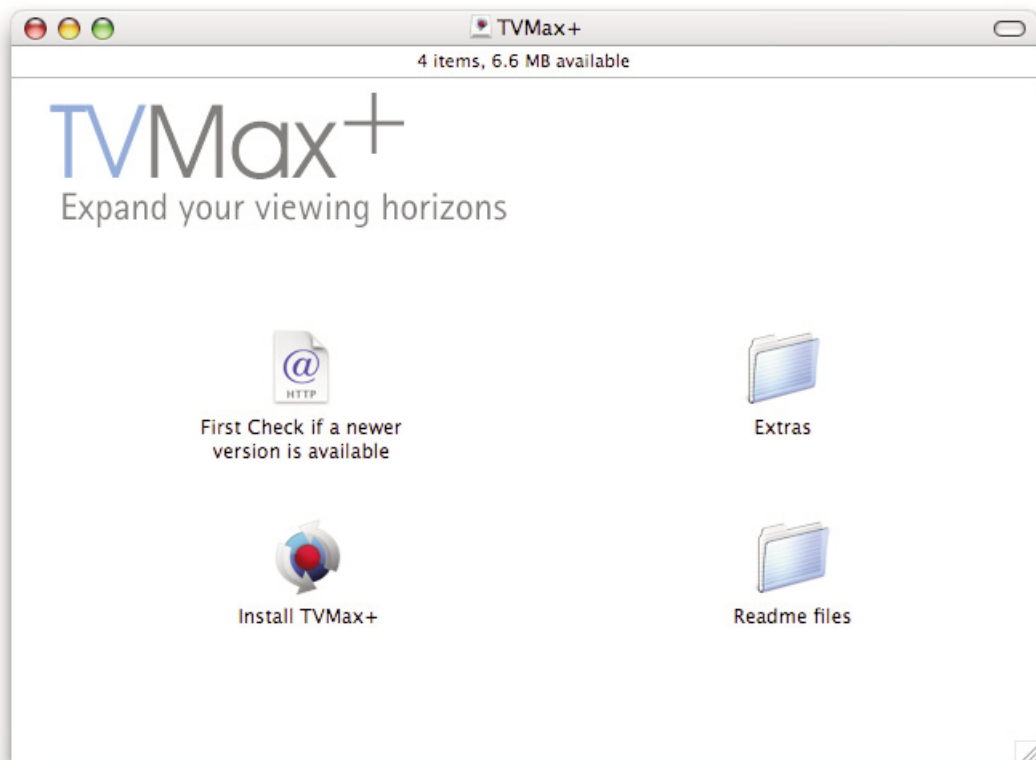 TVMax+
4 items, 6.6 MB available
TVMax+
Expand your viewing horizons
@
HTTP
First Check if a newer
version is available
Extras
Install TVMax+
Readme files